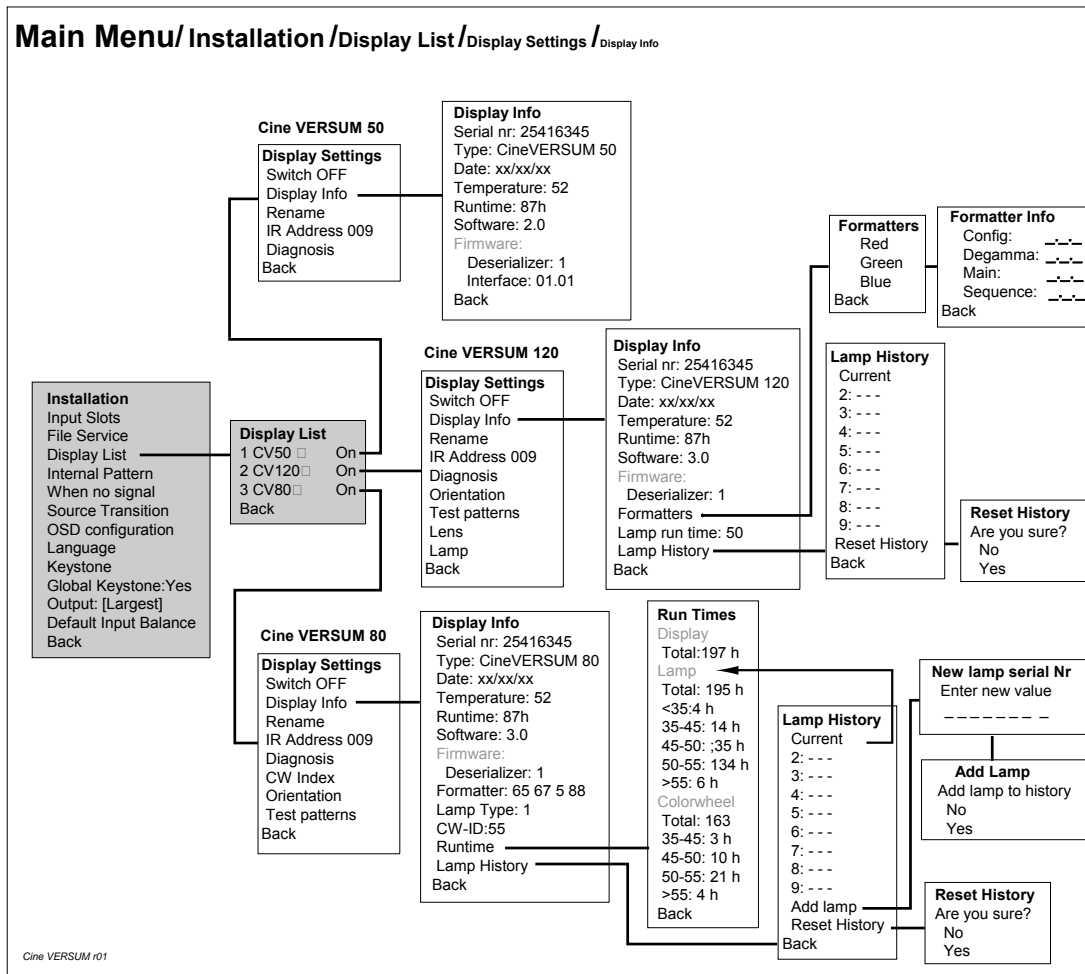 Main Menu/ Installation /Display List /Display Settings /Display Info
Cine VERSUM 50
Display Settings
Switch OFF
Display Info
Rename
IR Address 009
Diagnosis
Back
Display Info
Serial nr: 25416345
Type: CineVERSUM 50
Date: xx/xx/xx
Temperature: 52
Runtime: 87h
Software: 2.0
Firmware:
Deserializer: 1
Interface: 01.01
Back
Installation
Input Slots
File Service
Display List
Internal Pattern
When no signal
Source Transition
OSD configuration
Language
Keystone
Global Keystone:Yes
Output: [Largest]
Default Input Balance
Back
Display List
1 CV50 □ On
2 CV120□ On
3 CV80□ On
Back
Cine VERSUM 120
Display Settings
Switch OFF
Display Info
Rename
IR Address 009
Diagnosis
Orientation
Test patterns
Lens
Lamp
Back
Display Info
Serial nr: 25416345
Type: CineVERSUM 120
Date: xx/xx/xx
Temperature: 52
Runtime: 87h
Software: 3.0
Firmware:
Deserializer: 1
Formatters
Lamp run time: 50
Lamp History
Back
Formatters
Red
Green
Blue
Back
Formatter Info
Config: _._._
Degamma: _._._
Main: _._._
Sequence: _._._
Back
Lamp History
Current
2: - - -
3: - - -
4: - - -
5: - - -
6: - - -
7: - - -
8: - - -
9: - - -
Reset History
Back
Reset History
Are you sure?
No
Yes
Cine VERSUM 80
Display Settings
Switch OFF
Display Info
Rename
IR Address 009
Diagnosis
CW Index
Orientation
Test patterns
Back
Display Info
Serial nr: 25416345
Type: CineVERSUM 80
Date: xx/xx/xx
Temperature: 52
Runtime: 87h
Software: 3.0
Firmware:
Deserializer: 1
Formatter: 65 67 5 88
Lamp Type: 1
CW-ID:55
Runtime
Lamp History
Back
Run Times
Display
Total:197 h
Lamp
Total: 195 h
<35:4 h
35-45: 14 h
45-50: ;35 h
50-55: 134 h
>55: 6 h
Colorwheel
Total: 163
35-45: 3 h
45-50: 10 h
50-55: 21 h
>55: 4 h
Back
Lamp History
Current
2: - - -
3: - - -
4: - - -
5: - - -
6: - - -
7: - - -
8: - - -
9: - - -
Add lamp
Reset History
Back
New lamp serial Nr
Enter new value
_ _ _ _ _ _ _ _
Add Lamp
Add lamp to history
No
Yes
Reset History
Are you sure?
No
Yes
Cine VERSUM r01